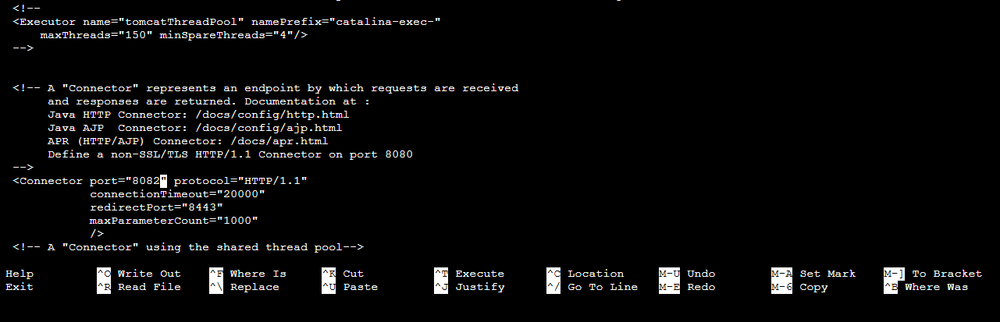 <!--
<Executor name="tomcatThreadPool" namePrefix="catalina-exec-"
    maxThreads="150" minSpareThreads="4"/>
-->
<!-- A "Connector" represents an endpoint by which requests are received
     and responses are returned. Documentation at :
     Java HTTP Connector: /docs/config/http.html
     Java AJP  Connector: /docs/config/ajp.html
     APR (HTTP/AJP) Connector: /docs/apr.html
     Define a non-SSL/TLS HTTP/1.1 Connector on port 8080
-->
<Connector port="8082" protocol="HTTP/1.1"
           connectionTimeout="20000"
           redirectPort="8443"
           maxParameterCount="1000"
           />
<!-- A "Connector" using the shared thread pool-->
Help ^O Write Out ^F Where Is ^K Cut ^T Execute ^C Location M-U Undo M-A Set Mark M-] To Bracket
Exit ^R Read File ^\ Replace ^U Paste ^J Justify ^/ Go To Line M-E Redo M-6 Copy ^B Where Was